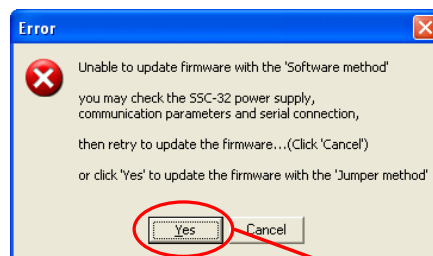 Error
Unable to update firmware with the 'Software method'
you may check the SSC-32 power supply,
communication parameters and serial connection,
then retry to update the firmware...(Click 'Cancel')
or click 'Yes' to update the firmware with the 'Jumper method'
Yes
Cancel